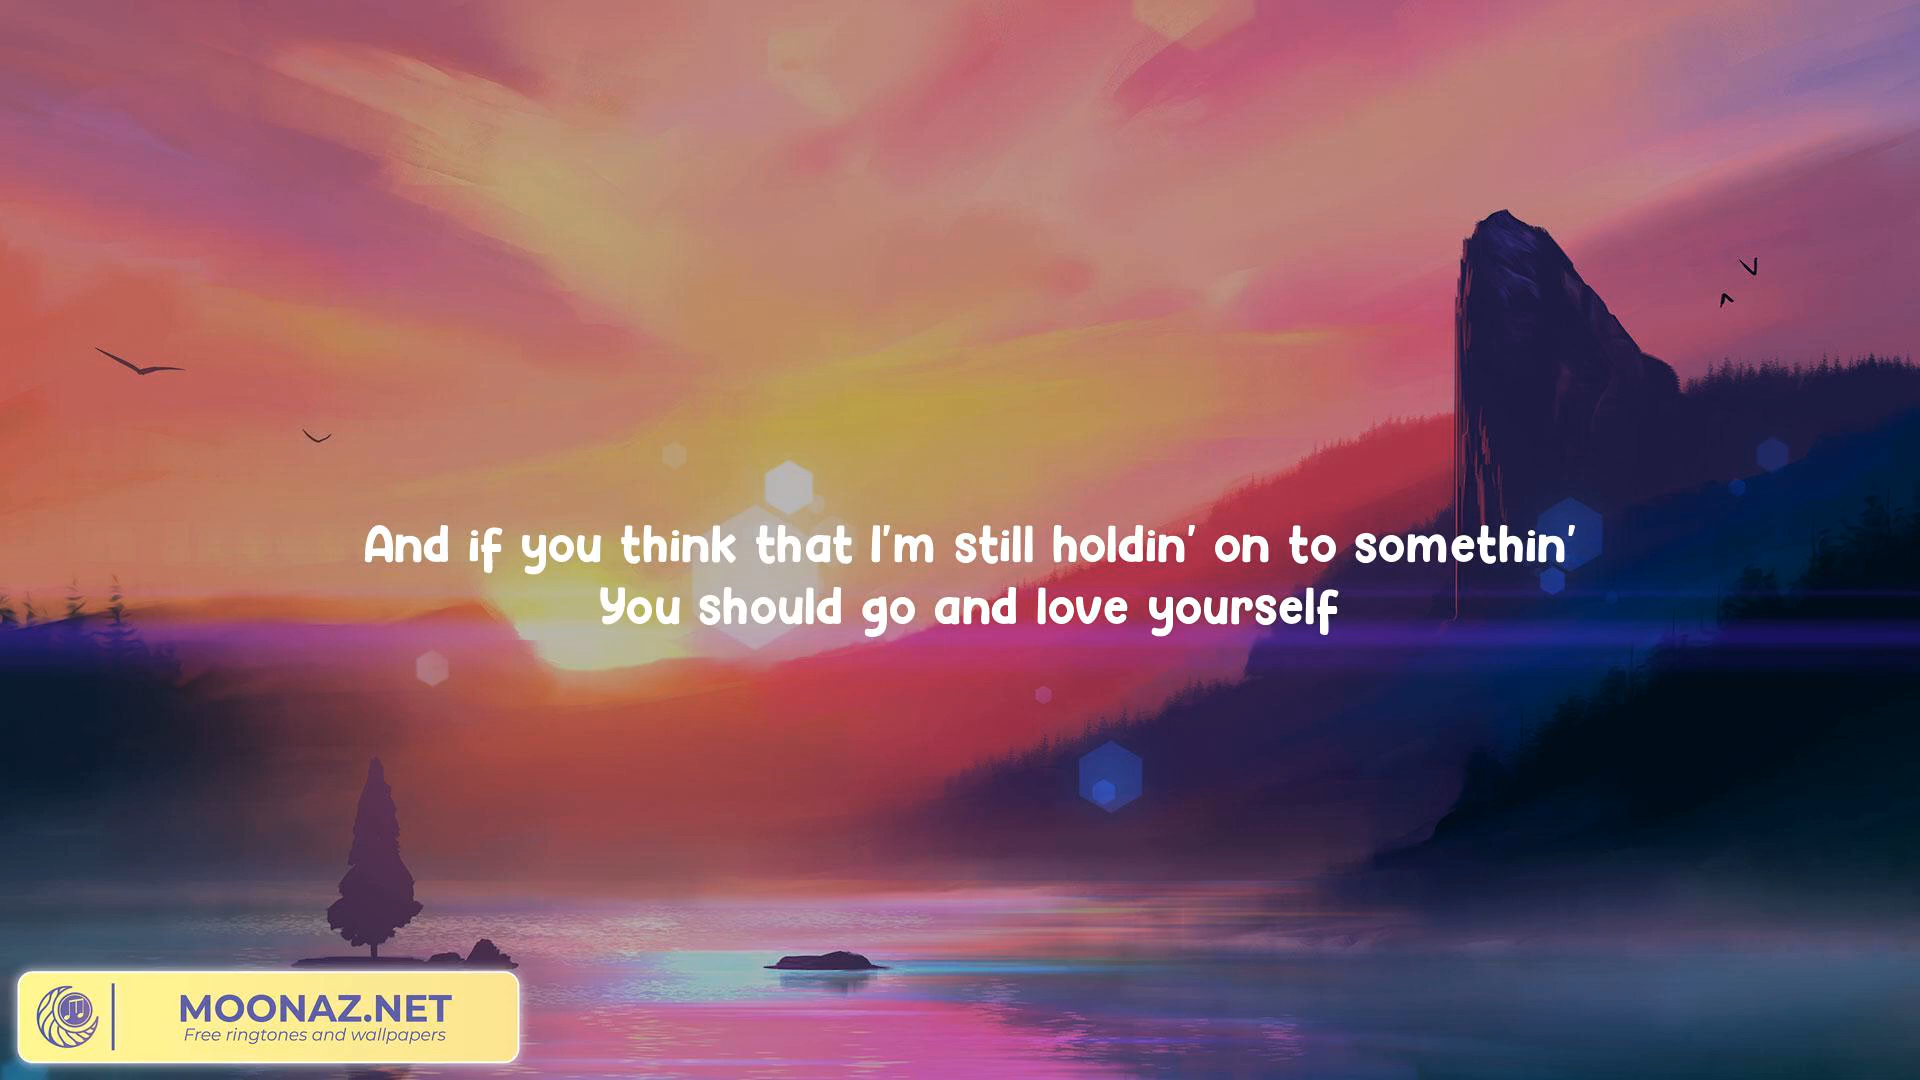 And if you think that I'm still holdin' on to somethin'
You should go and love yourself
MOONAZ.NET
Free ringtones and wallpapers